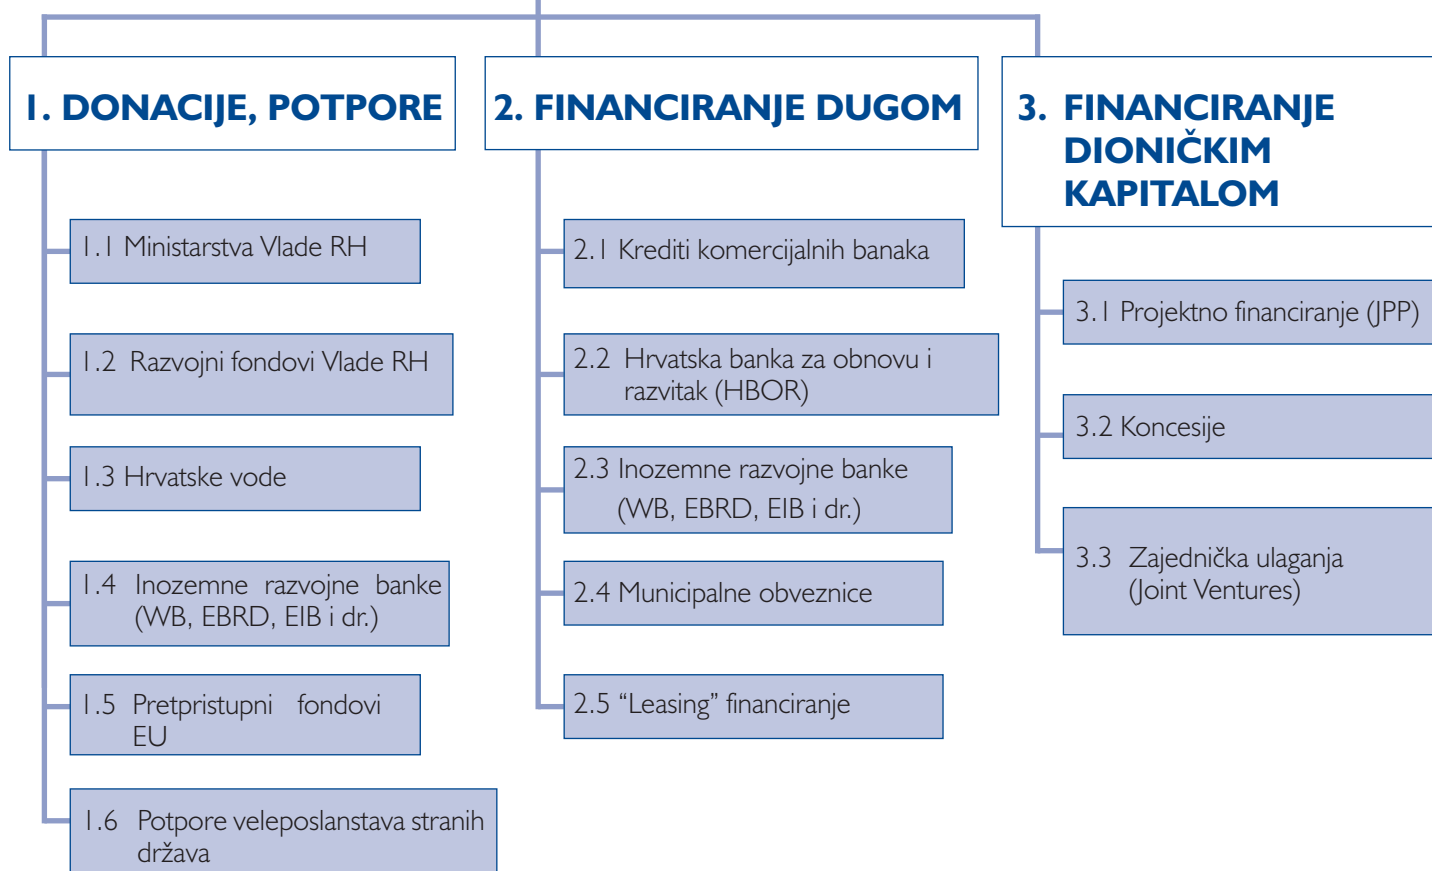 1. DONACIJE, POTPORE
1.1 Ministarstva Vlade RH
1.2 Razvojni fondovi Vlade RH
1.3 Hrvatske vode
1.4 Inozemne razvojne banke
(WB, EBRD, EIB i dr.)
1.5 Pretpristupni fondovi
EU
1.6 Potpore veleposlanstava stranih
država
2. FINANCIRANJE DUGOM
2.1 Krediti komercijalnih banaka
2.2 Hrvatska banka za obnovu i
razvitak (HBOR)
2.3 Inozemne razvojne banke
(WB, EBRD, EIB i dr.)
2.4 Municipalne obveznice
2.5 “Leasing” financiranje
3. FINANCIRANJE
DIONIČKIM
KAPITALOM
3.1 Projektno financiranje (JPP)
3.2 Koncesije
3.3 Zajednička ulaganja
(Joint Ventures)